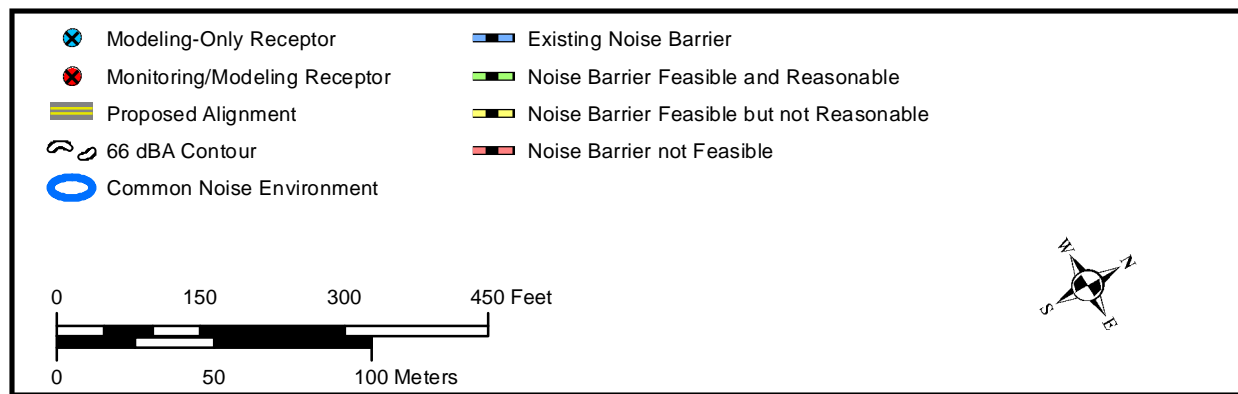 Modeling-Only Receptor
Monitoring/Modeling Receptor
Proposed Alignment
66 dBA Contour
Common Noise Environment
Existing Noise Barrier
Noise Barrier Feasible and Reasonable
Noise Barrier Feasible but not Reasonable
Noise Barrier not Feasible
0 150 300 450 Feet
0 50 100 Meters
W N
S E